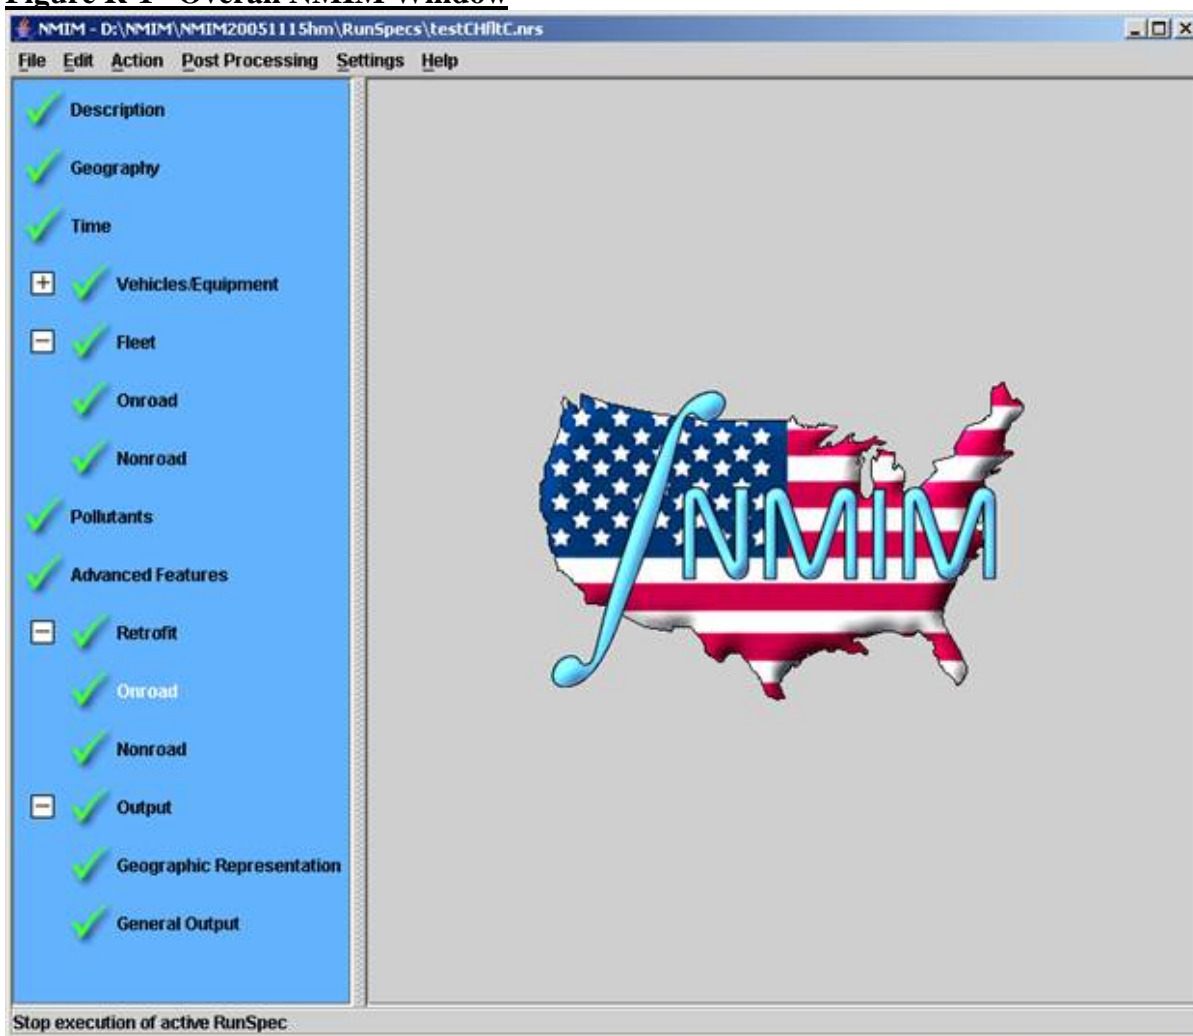 Figure R-1 Overall NMIM Window
NMIM - D:\NMIM\NMIM20051115hm\RunSpecs\testCHfltC.nrs
File Edit Action Post Processing Settings Help
Description
Geography
Time
Vehicles/Equipment
Fleet
Onroad
Nonroad
Pollutants
Advanced Features
Retrofit
Onroad
Nonroad
Output
Geographic Representation
General Output
NMIM
Stop execution of active RunSpec